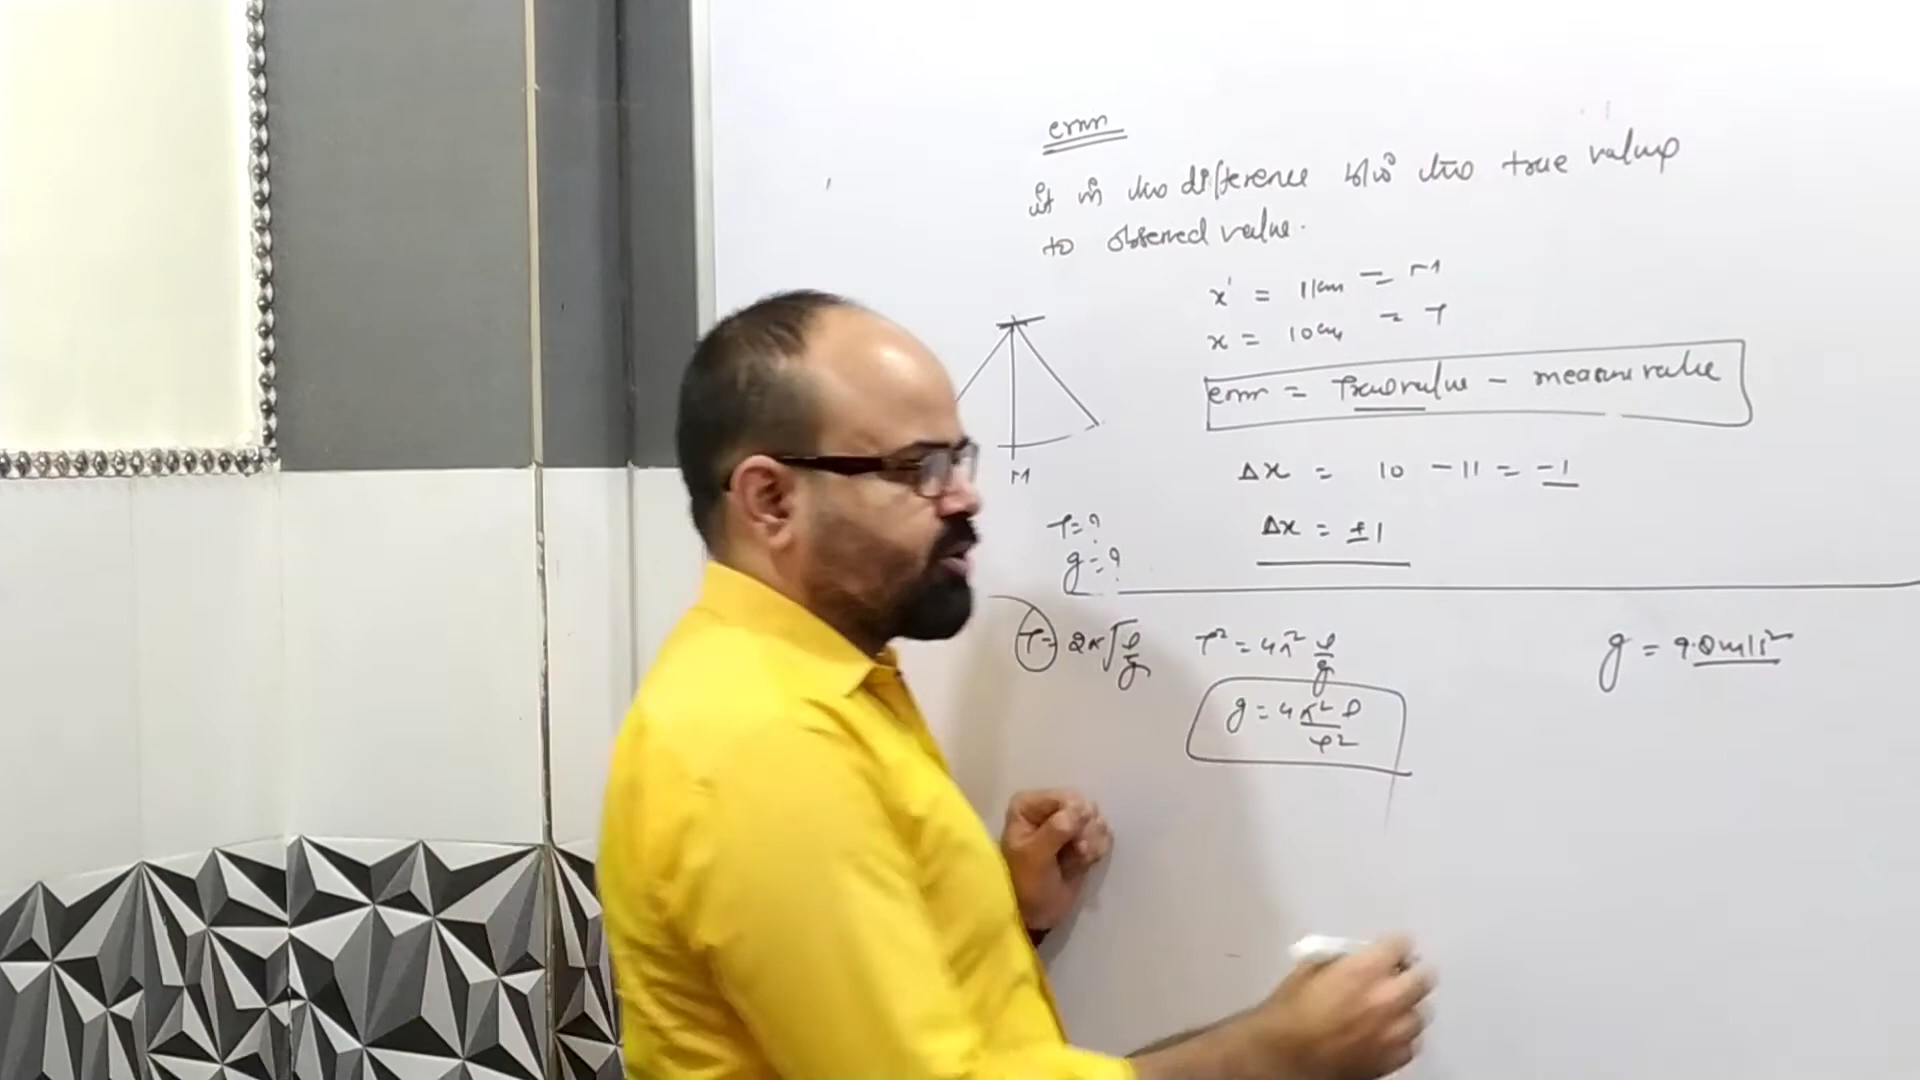 error
it is the difference b/w the true value
to observed value.
x' = 11cm = M
x = 10cm = T
error = True value - measure value
M
Δx = 10 - 11 = -1
T = ?
Δx = ±1
g = ?
T = 2π√l/g T² = 4π² l/g g = 9.8 m/s²
g = 4π² l / T²